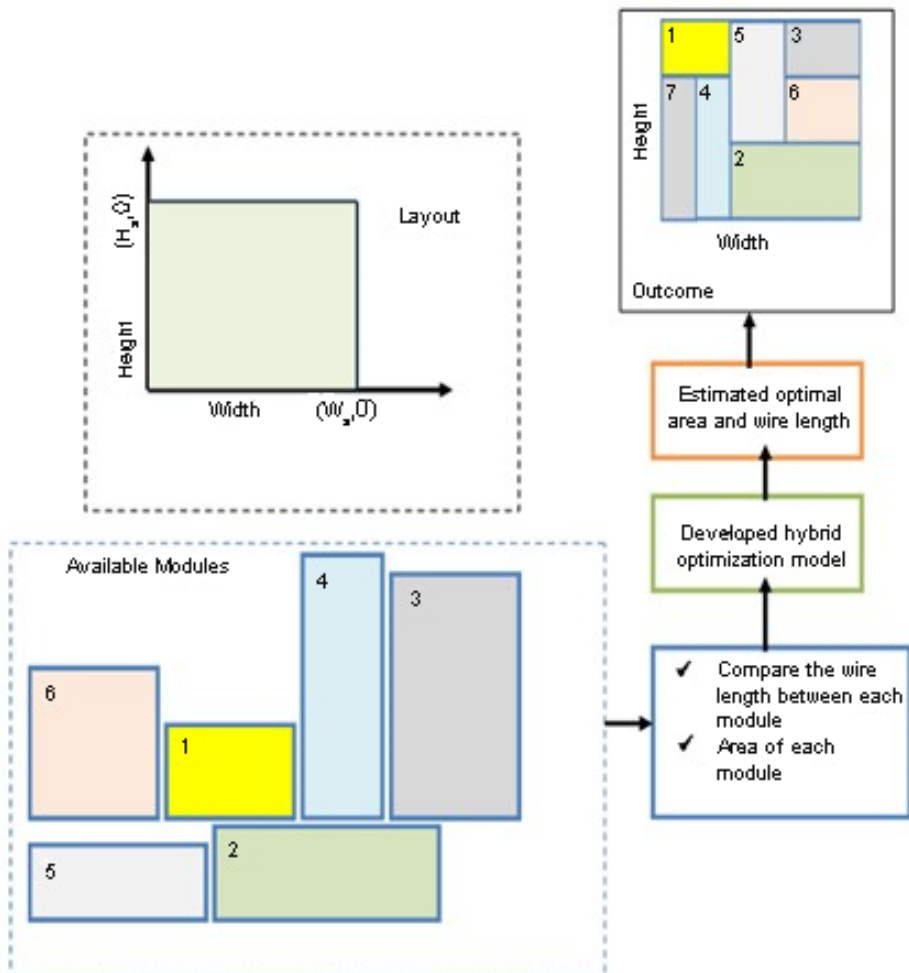 1
5
3
7
4
6
2
Height
Width
Outcome
Layout
Height
Width
Estimated optimal
area and wire length
Developed hybrid
optimization model
Available Modules
4
3
6
1
2
5
✓ Compare the wire
length between each
module
✓ Area of each
module